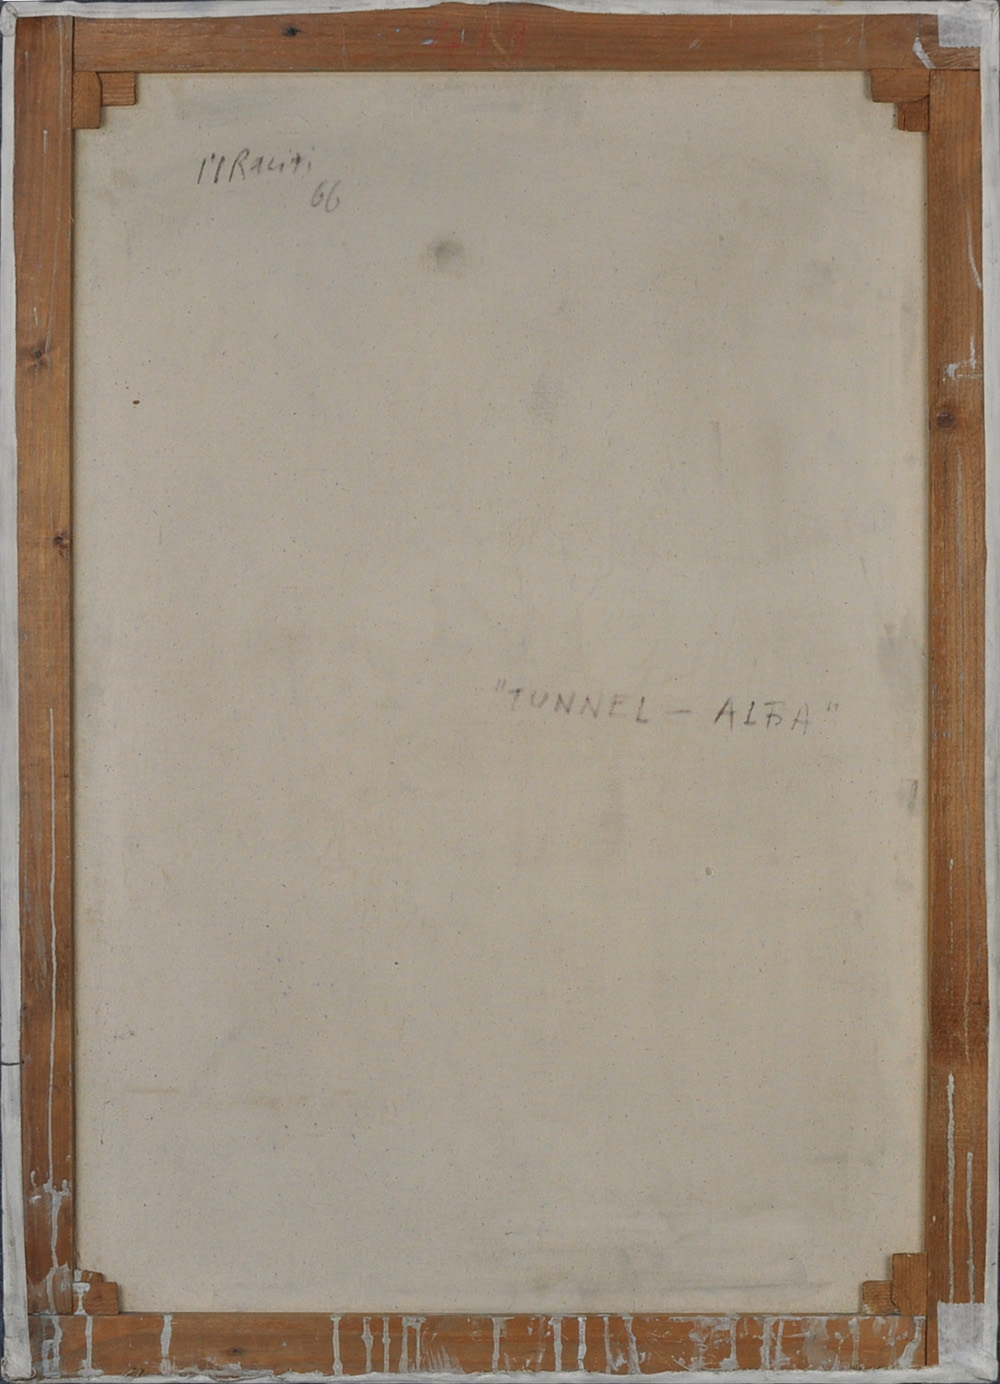 M Raciti
66
"TUNNEL — ALBA"